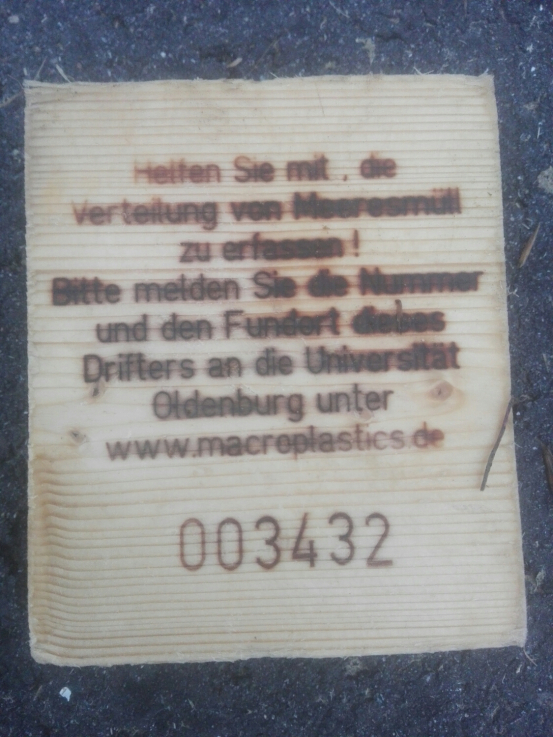 Helfen Sie mit , die
Verteilung von Meeresmüll
zu erfassen !
Bitte melden Sie die Nummer
und den Fundort dieses
Drifters an die Universität
Oldenburg unter
www.macroplastics.de
003432